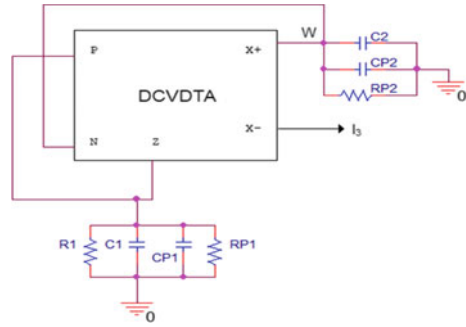 W
C2
P
X+
CP2
DCVDTA
RP2
0
X-
I3
N
Z
R1
C1
CP1
RP1
0